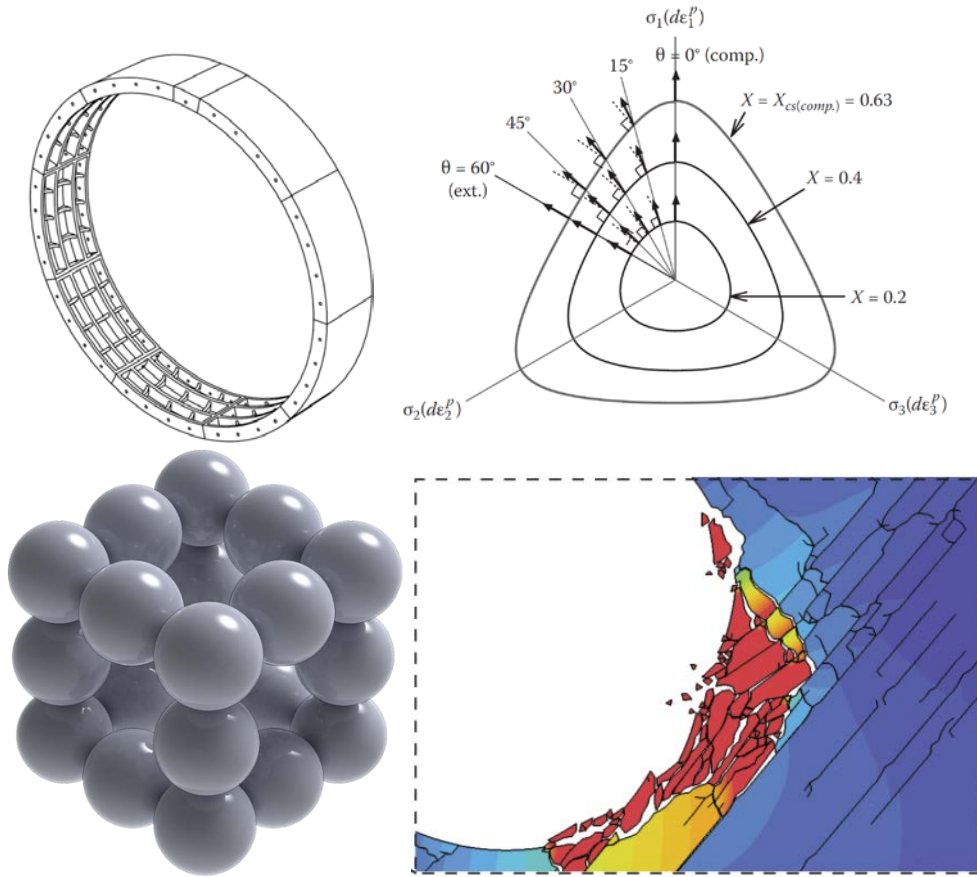 σ₁(dε₁ᵖ)
θ = 0° (comp.)
15°
30°
45°
θ = 60°
(ext.)
X = X_cs(comp.) = 0.63
X = 0.4
X = 0.2
σ₂(dε₂ᵖ)
σ₃(dε₃ᵖ)